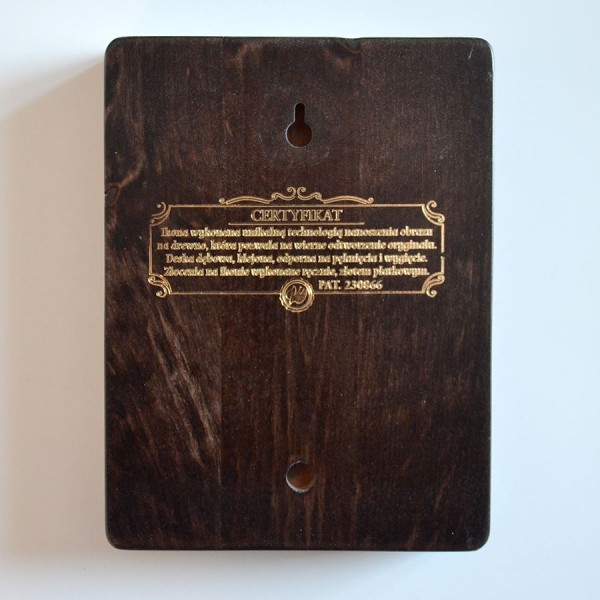 CERTYFIKAT
Ikona wykonana unikalną technologią nanoszenia obrazu
na drewno, która pozwala na wierne odtworzenie oryginału.
Deska dębowa, klejona, odporna na pęknięcia i wygięcie.
Złocenia na ikonie wykonane ręcznie, złotem płatkowym.
PAT. 230866